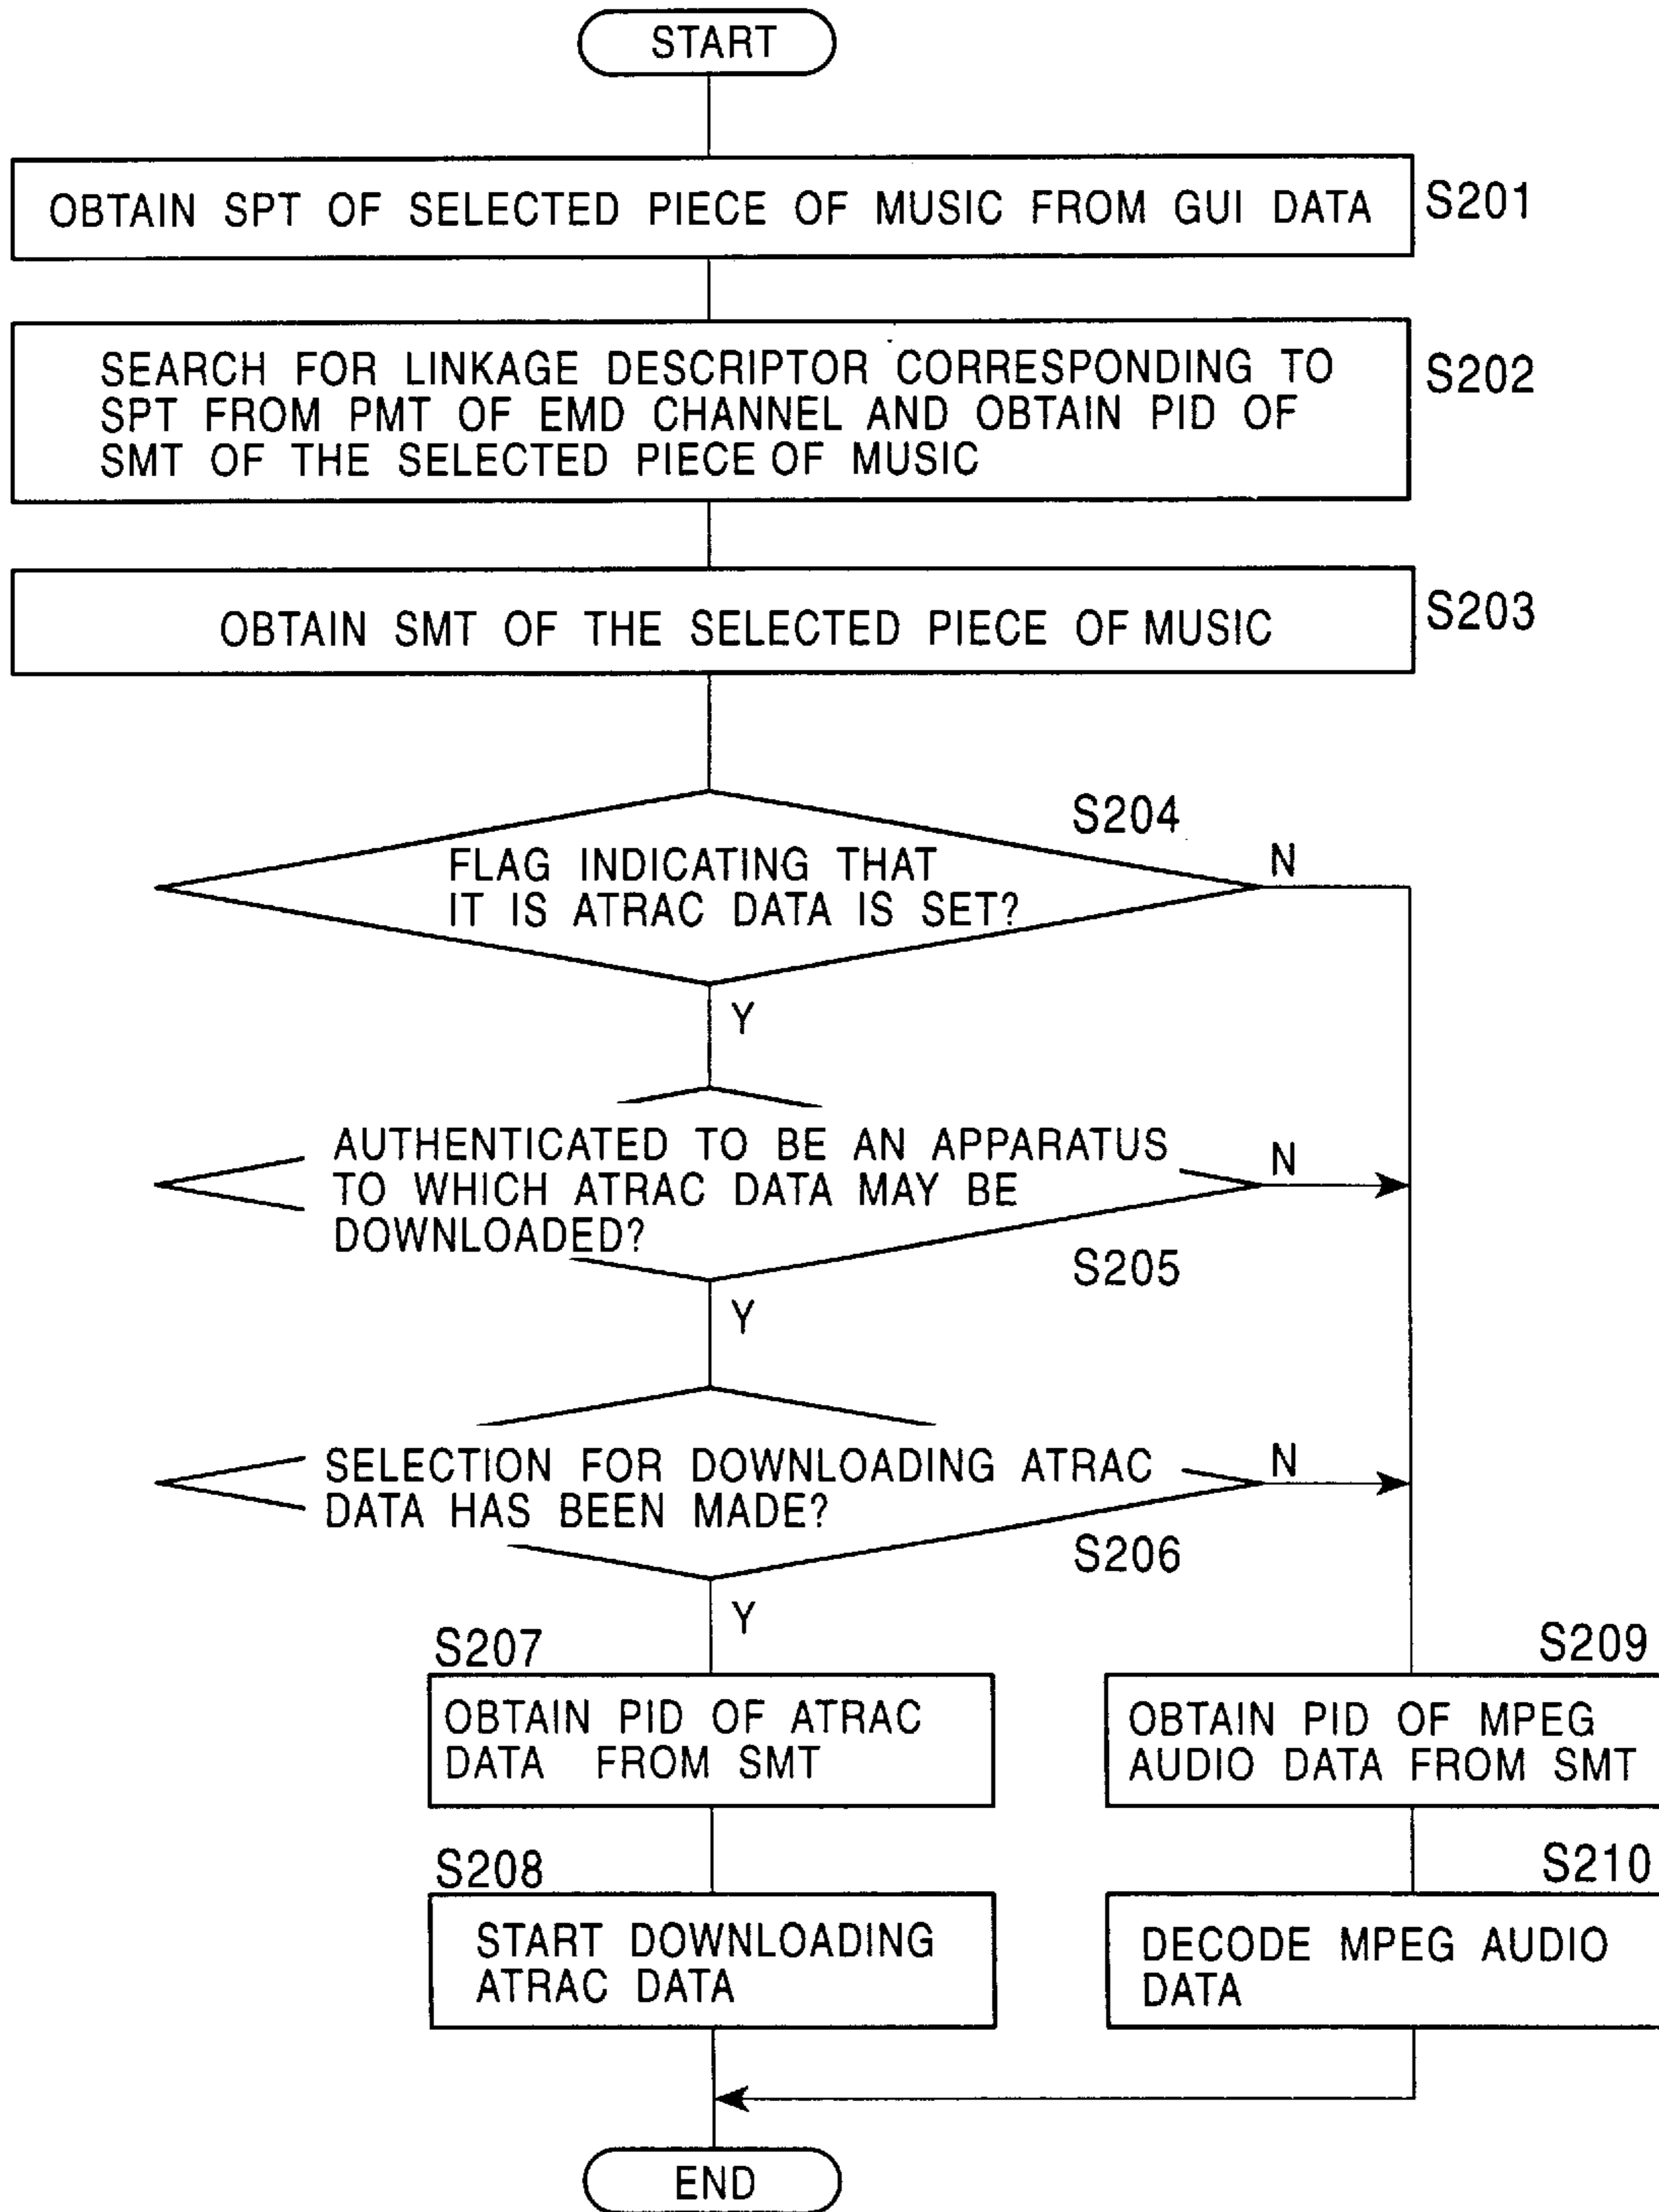 START
OBTAIN SPT OF SELECTED PIECE OF MUSIC FROM GUI DATA
S201
SEARCH FOR LINKAGE DESCRIPTOR CORRESPONDING TO
SPT FROM PMT OF EMD CHANNEL AND OBTAIN PID OF
SMT OF THE SELECTED PIECE OF MUSIC
S202
OBTAIN SMT OF THE SELECTED PIECE OF MUSIC
S203
S204
FLAG INDICATING THAT
IT IS ATRAC DATA IS SET?
N
Y
AUTHENTICATED TO BE AN APPARATUS
TO WHICH ATRAC DATA MAY BE
DOWNLOADED?
N
S205
Y
SELECTION FOR DOWNLOADING ATRAC
DATA HAS BEEN MADE?
N
S206
Y
S207
OBTAIN PID OF ATRAC
DATA FROM SMT
S209
OBTAIN PID OF MPEG
AUDIO DATA FROM SMT
S208
START DOWNLOADING
ATRAC DATA
S210
DECODE MPEG AUDIO
DATA
END